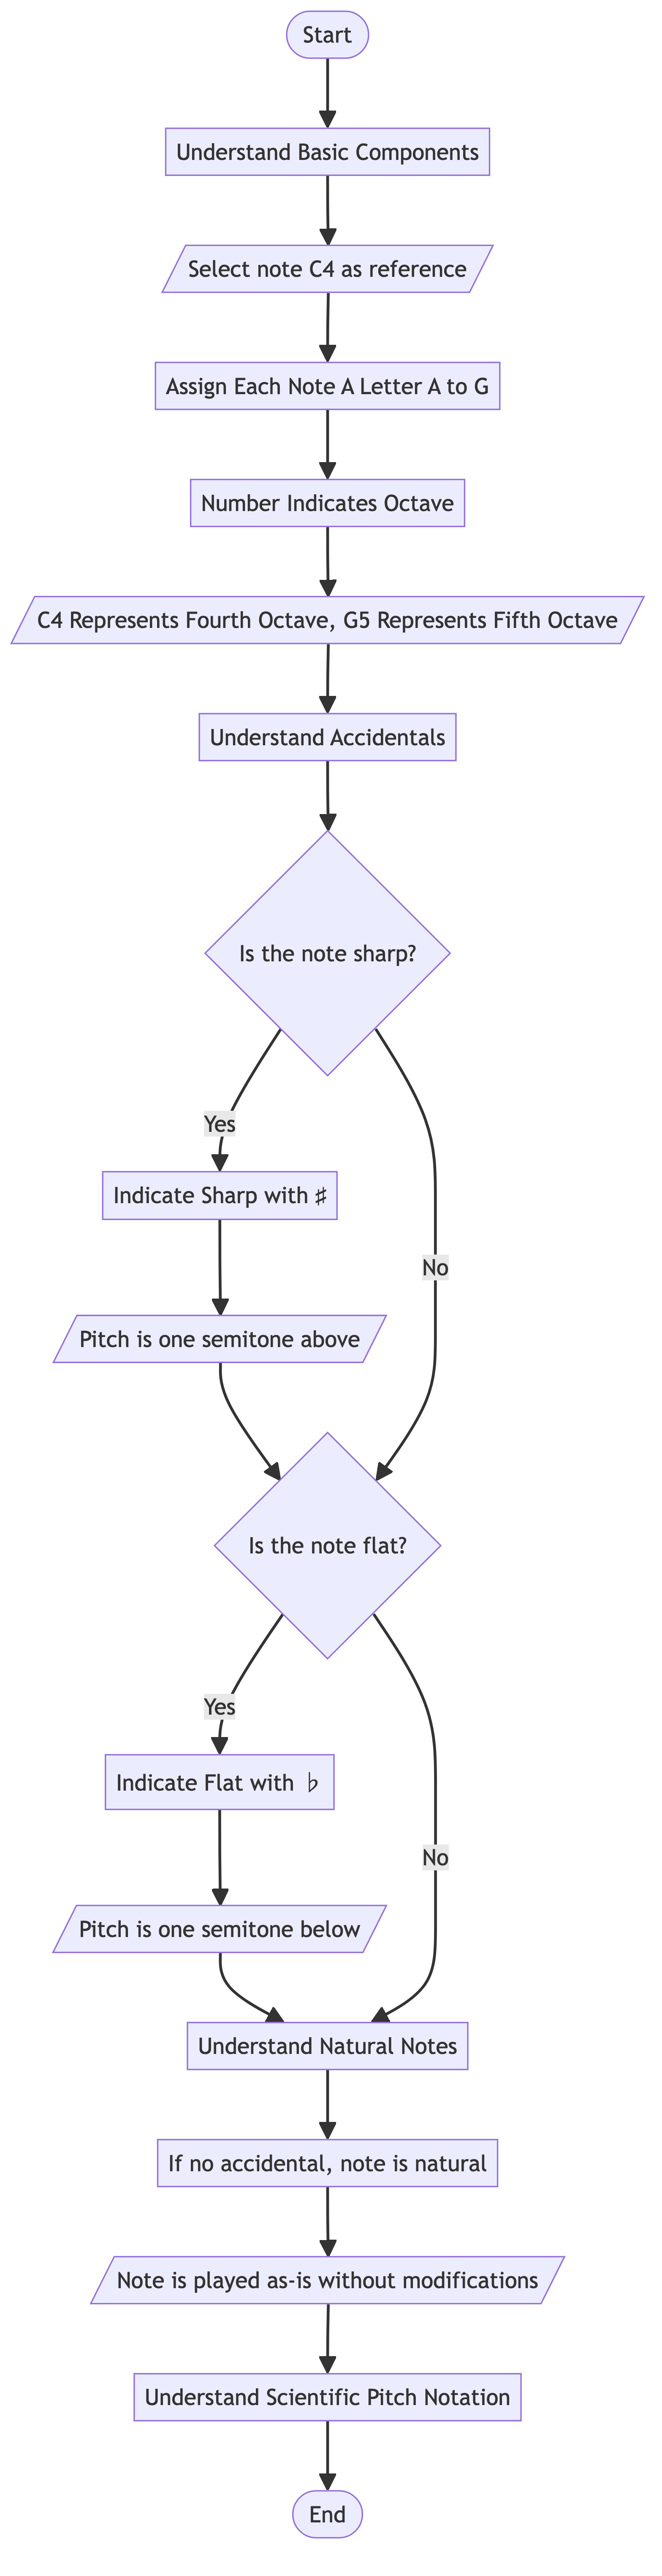 Start
Understand Basic Components
Select note C4 as reference
Assign Each Note A Letter A to G
Number Indicates Octave
C4 Represents Fourth Octave, G5 Represents Fifth Octave
Understand Accidentals
Is the note sharp?
Yes
Indicate Sharp with ♯
No
Pitch is one semitone above
Is the note flat?
Yes
Indicate Flat with ♭
No
Pitch is one semitone below
Understand Natural Notes
If no accidental, note is natural
Note is played as-is without modifications
Understand Scientific Pitch Notation
End